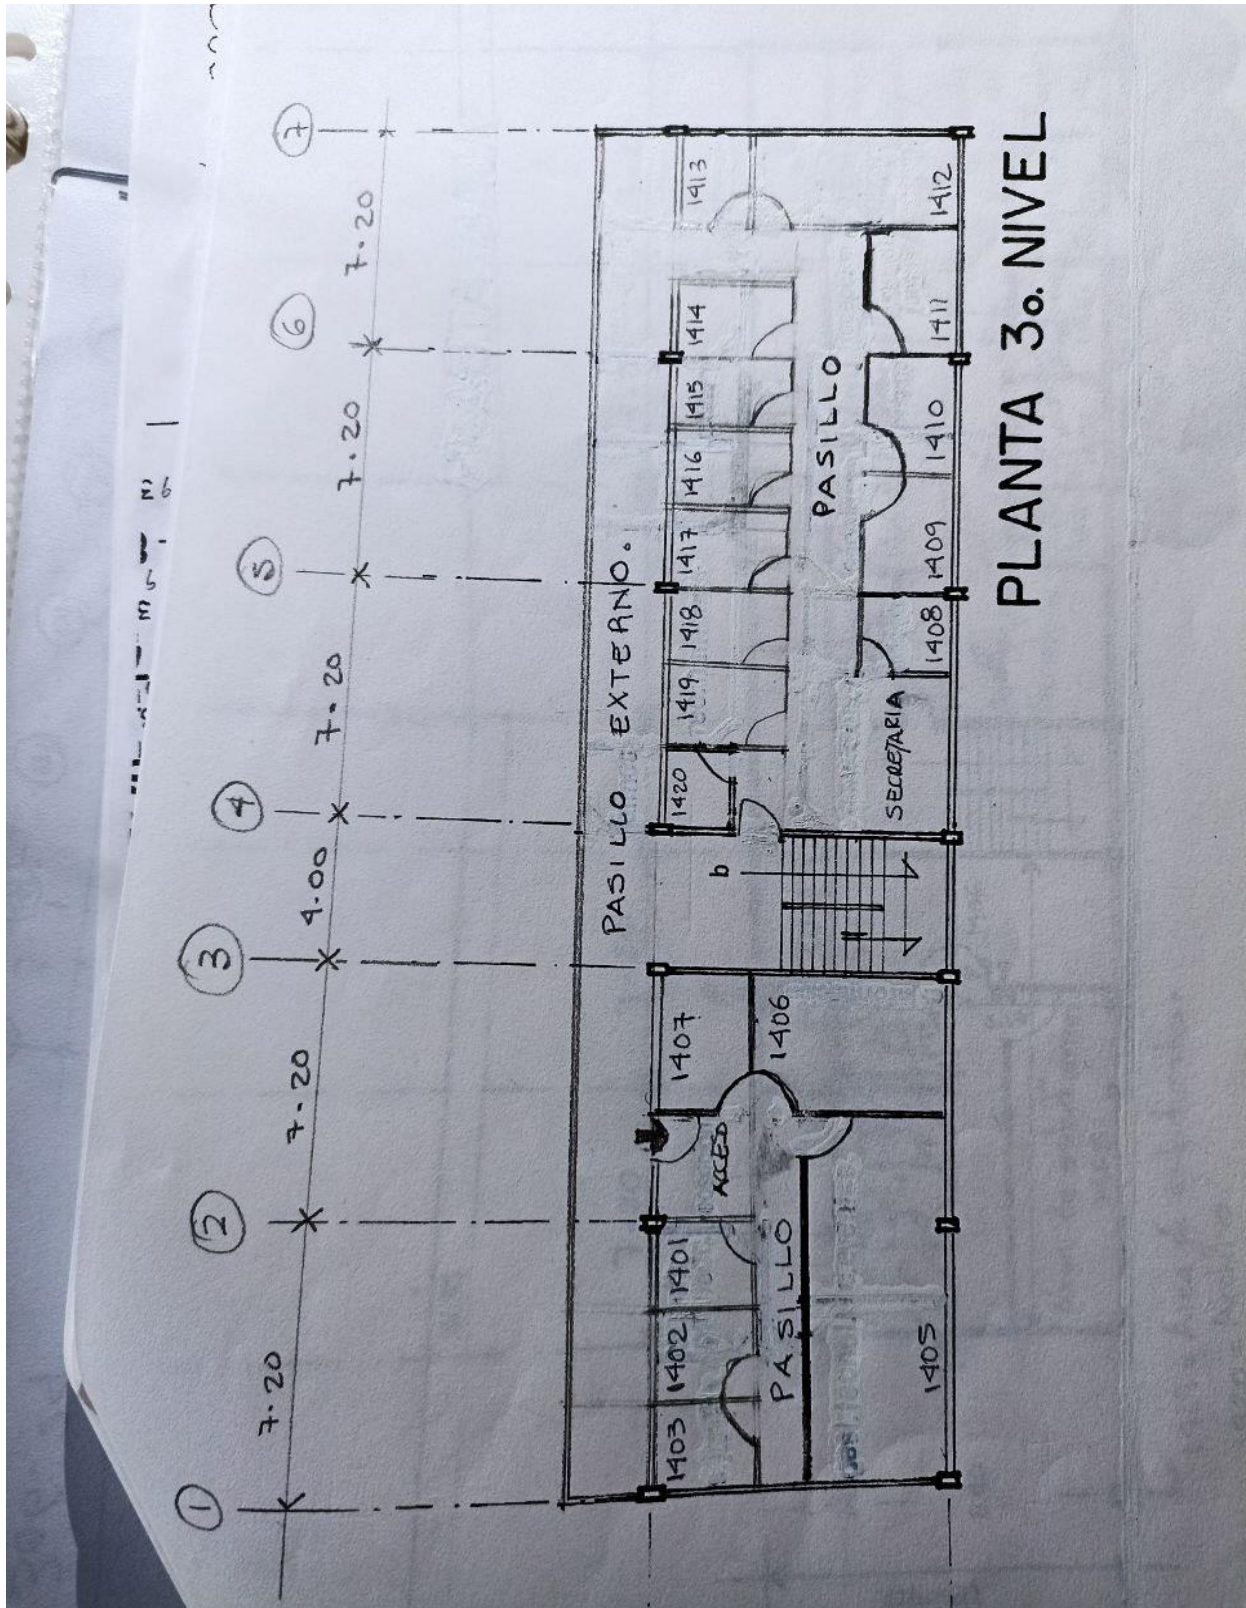 1 2 3 4 5 6 7
7.20 7.20 4.00 7.20 7.20 7.20
PASILLO EXTERNO.
1403 1402 1401 1407 1420 1419 1418 1417 1416 1415 1414 1413
ACCESO
b
PASILLO 1406 PASILLO
1405 SECRETARIA 1408 1409 1410 1411 1412
PLANTA 3o. NIVEL